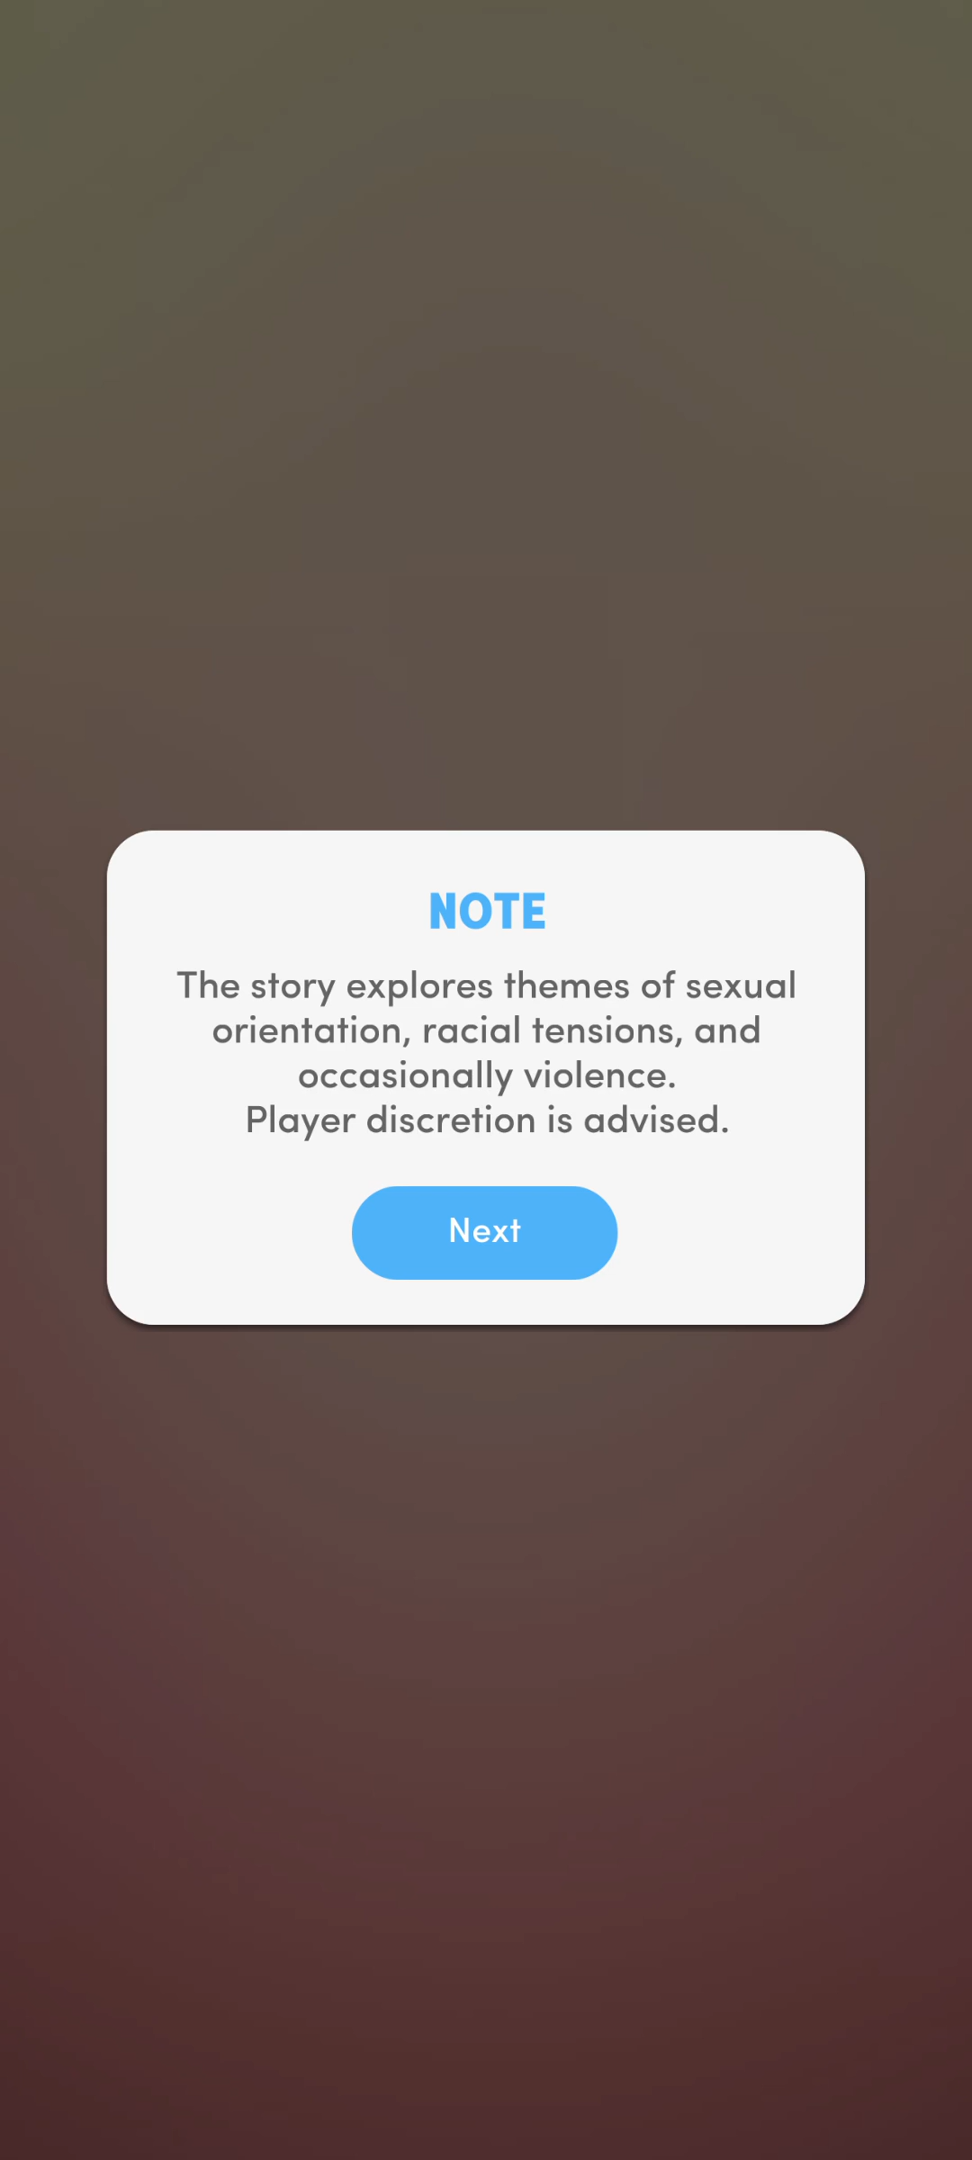 NOTE
The story explores themes of sexual
orientation, racial tensions, and
occasionally violence.
Player discretion is advised.
Next